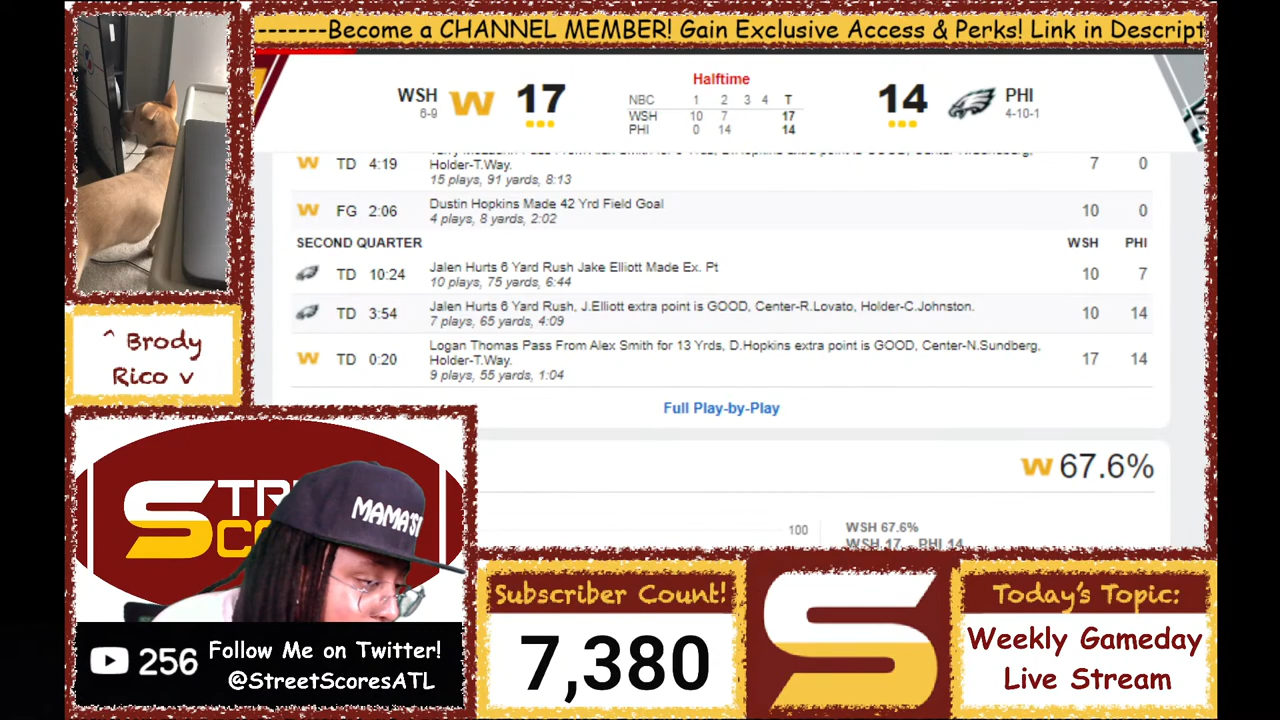 -------Become a CHANNEL MEMBER! Gain Exclusive Access & Perks! Link in Descript
WSH
6-9
W
17
Halftime
NBC 1 2 3 4 T
WSH 10 7 17
PHI 0 14 14
14
PHI
4-10-1
W TD 4:19
Holder-T.Way.
15 plays, 91 yards, 8:13
7 0
W FG 2:06
Dustin Hopkins Made 42 Yrd Field Goal
4 plays, 8 yards, 2:02
10 0
SECOND QUARTER WSH PHI
TD 10:24
Jalen Hurts 6 Yard Rush Jake Elliott Made Ex. Pt
10 plays, 75 yards, 6:44
10 7
TD 3:54
Jalen Hurts 6 Yard Rush, J.Elliott extra point is GOOD, Center-R.Lovato, Holder-C.Johnston.
7 plays, 65 yards, 4:09
10 14
W TD 0:20
Logan Thomas Pass From Alex Smith for 13 Yrds, D.Hopkins extra point is GOOD, Center-N.Sundberg,
Holder-T.Way.
9 plays, 55 yards, 1:04
17 14
Full Play-by-Play
W 67.6%
100
WSH 67.6%
WSH 17 PHI 14
^ Brody
Rico v
MAMA'S
256
Follow Me on Twitter!
@StreetScoresATL
Subscriber Count!
7,380
S
Today's Topic:
Weekly Gameday
Live Stream